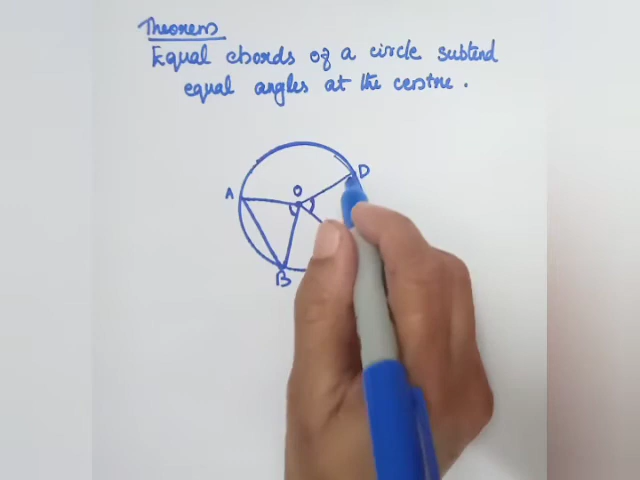 Theorem
Equal chords of a circle subtend
equal angles at the centre.
D
A
O
B